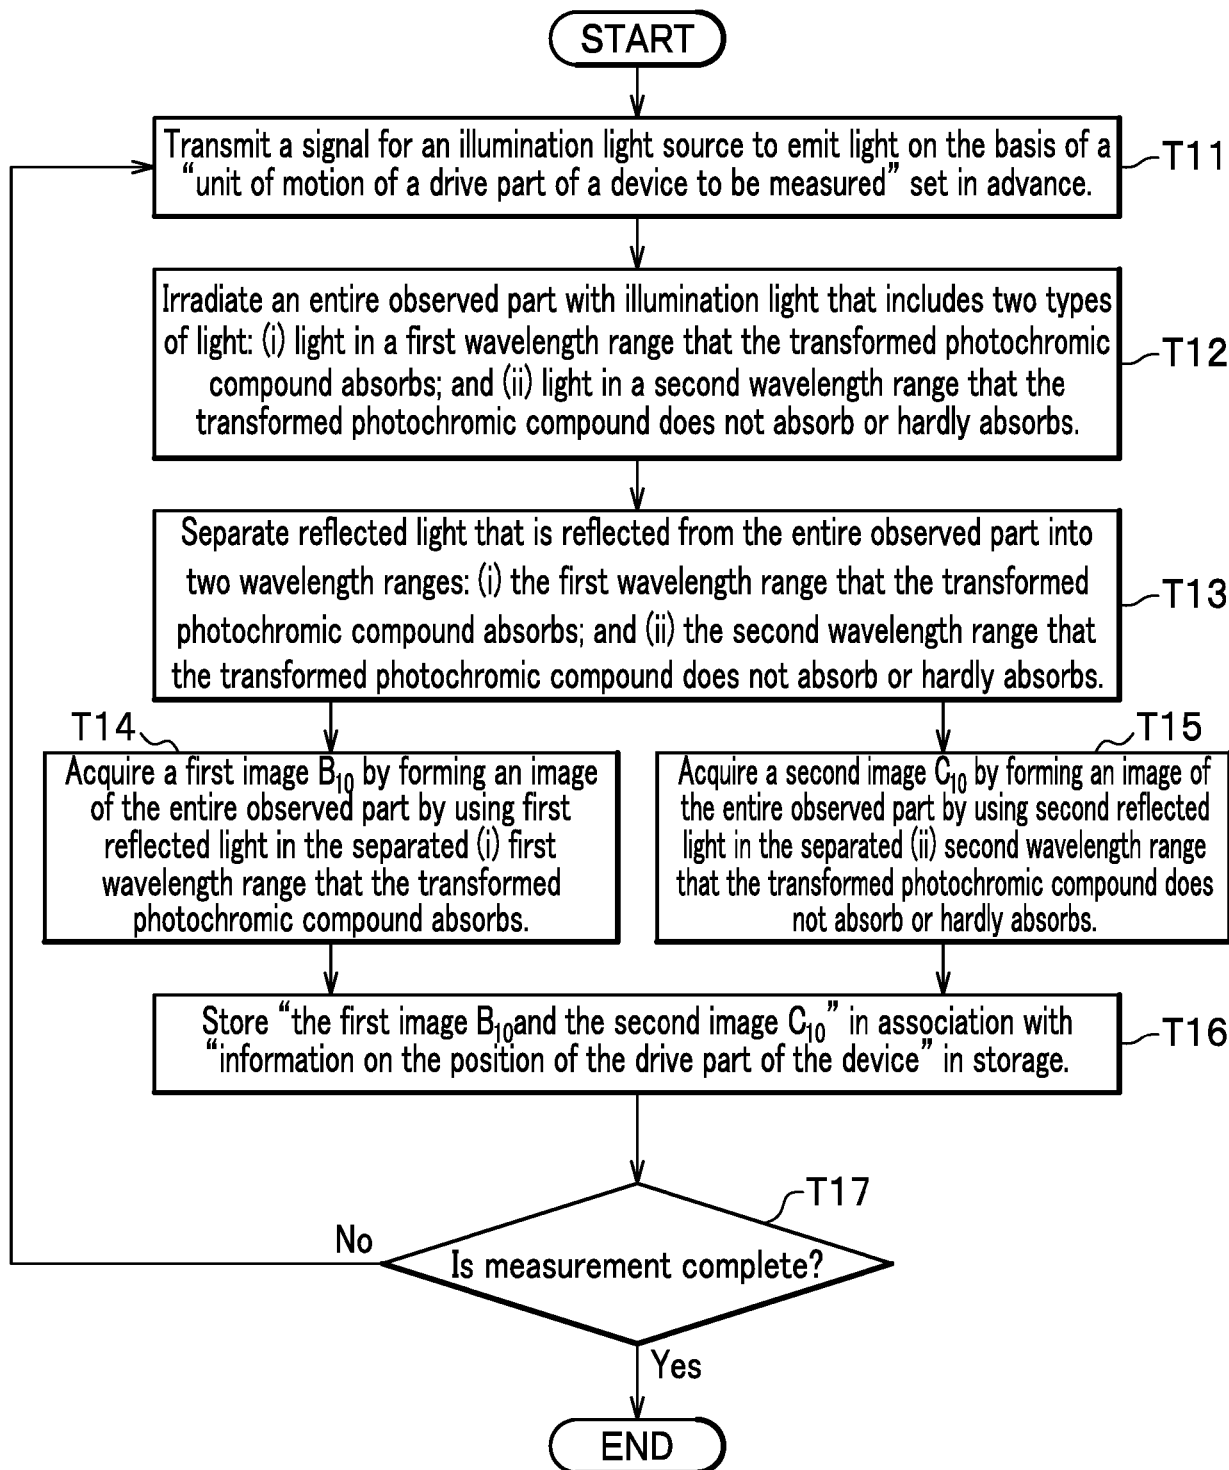 START
Transmit a signal for an illumination light source to emit light on the basis of a
“unit of motion of a drive part of a device to be measured” set in advance.
T11
Irradiate an entire observed part with illumination light that includes two types
of light: (i) light in a first wavelength range that the transformed photochromic
compound absorbs; and (ii) light in a second wavelength range that the
transformed photochromic compound does not absorb or hardly absorbs.
T12
Separate reflected light that is reflected from the entire observed part into
two wavelength ranges: (i) the first wavelength range that the transformed
photochromic compound absorbs; and (ii) the second wavelength range that
the transformed photochromic compound does not absorb or hardly absorbs.
T13
T14
Acquire a first image B10 by forming an image
of the entire observed part by using first
reflected light in the separated (i) first
wavelength range that the transformed
photochromic compound absorbs.
T15
Acquire a second image C10 by forming an image of
the entire observed part by using second reflected
light in the separated (ii) second wavelength range
that the transformed photochromic compound does
not absorb or hardly absorbs.
Store “the first image B10and the second image C10” in association with
“information on the position of the drive part of the device” in storage.
T16
T17
Is measurement complete?
No
Yes
END